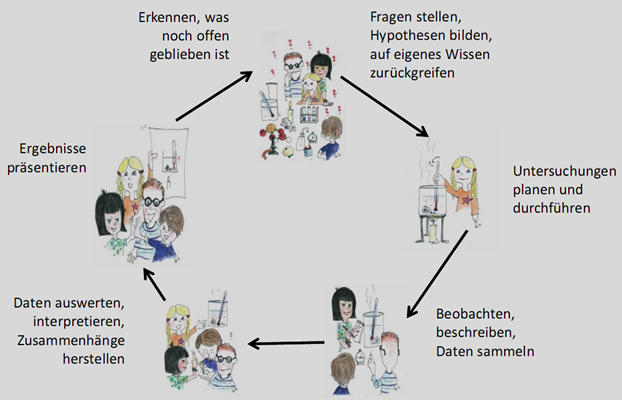 Erkennen, was
noch offen
geblieben ist
Fragen stellen,
Hypothesen bilden,
auf eigenes Wissen
zurückgreifen
Untersuchungen
planen und
durchführen
Beobachten,
beschreiben,
Daten sammeln
Daten auswerten,
interpretieren,
Zusammenhänge
herstellen
Ergebnisse
präsentieren